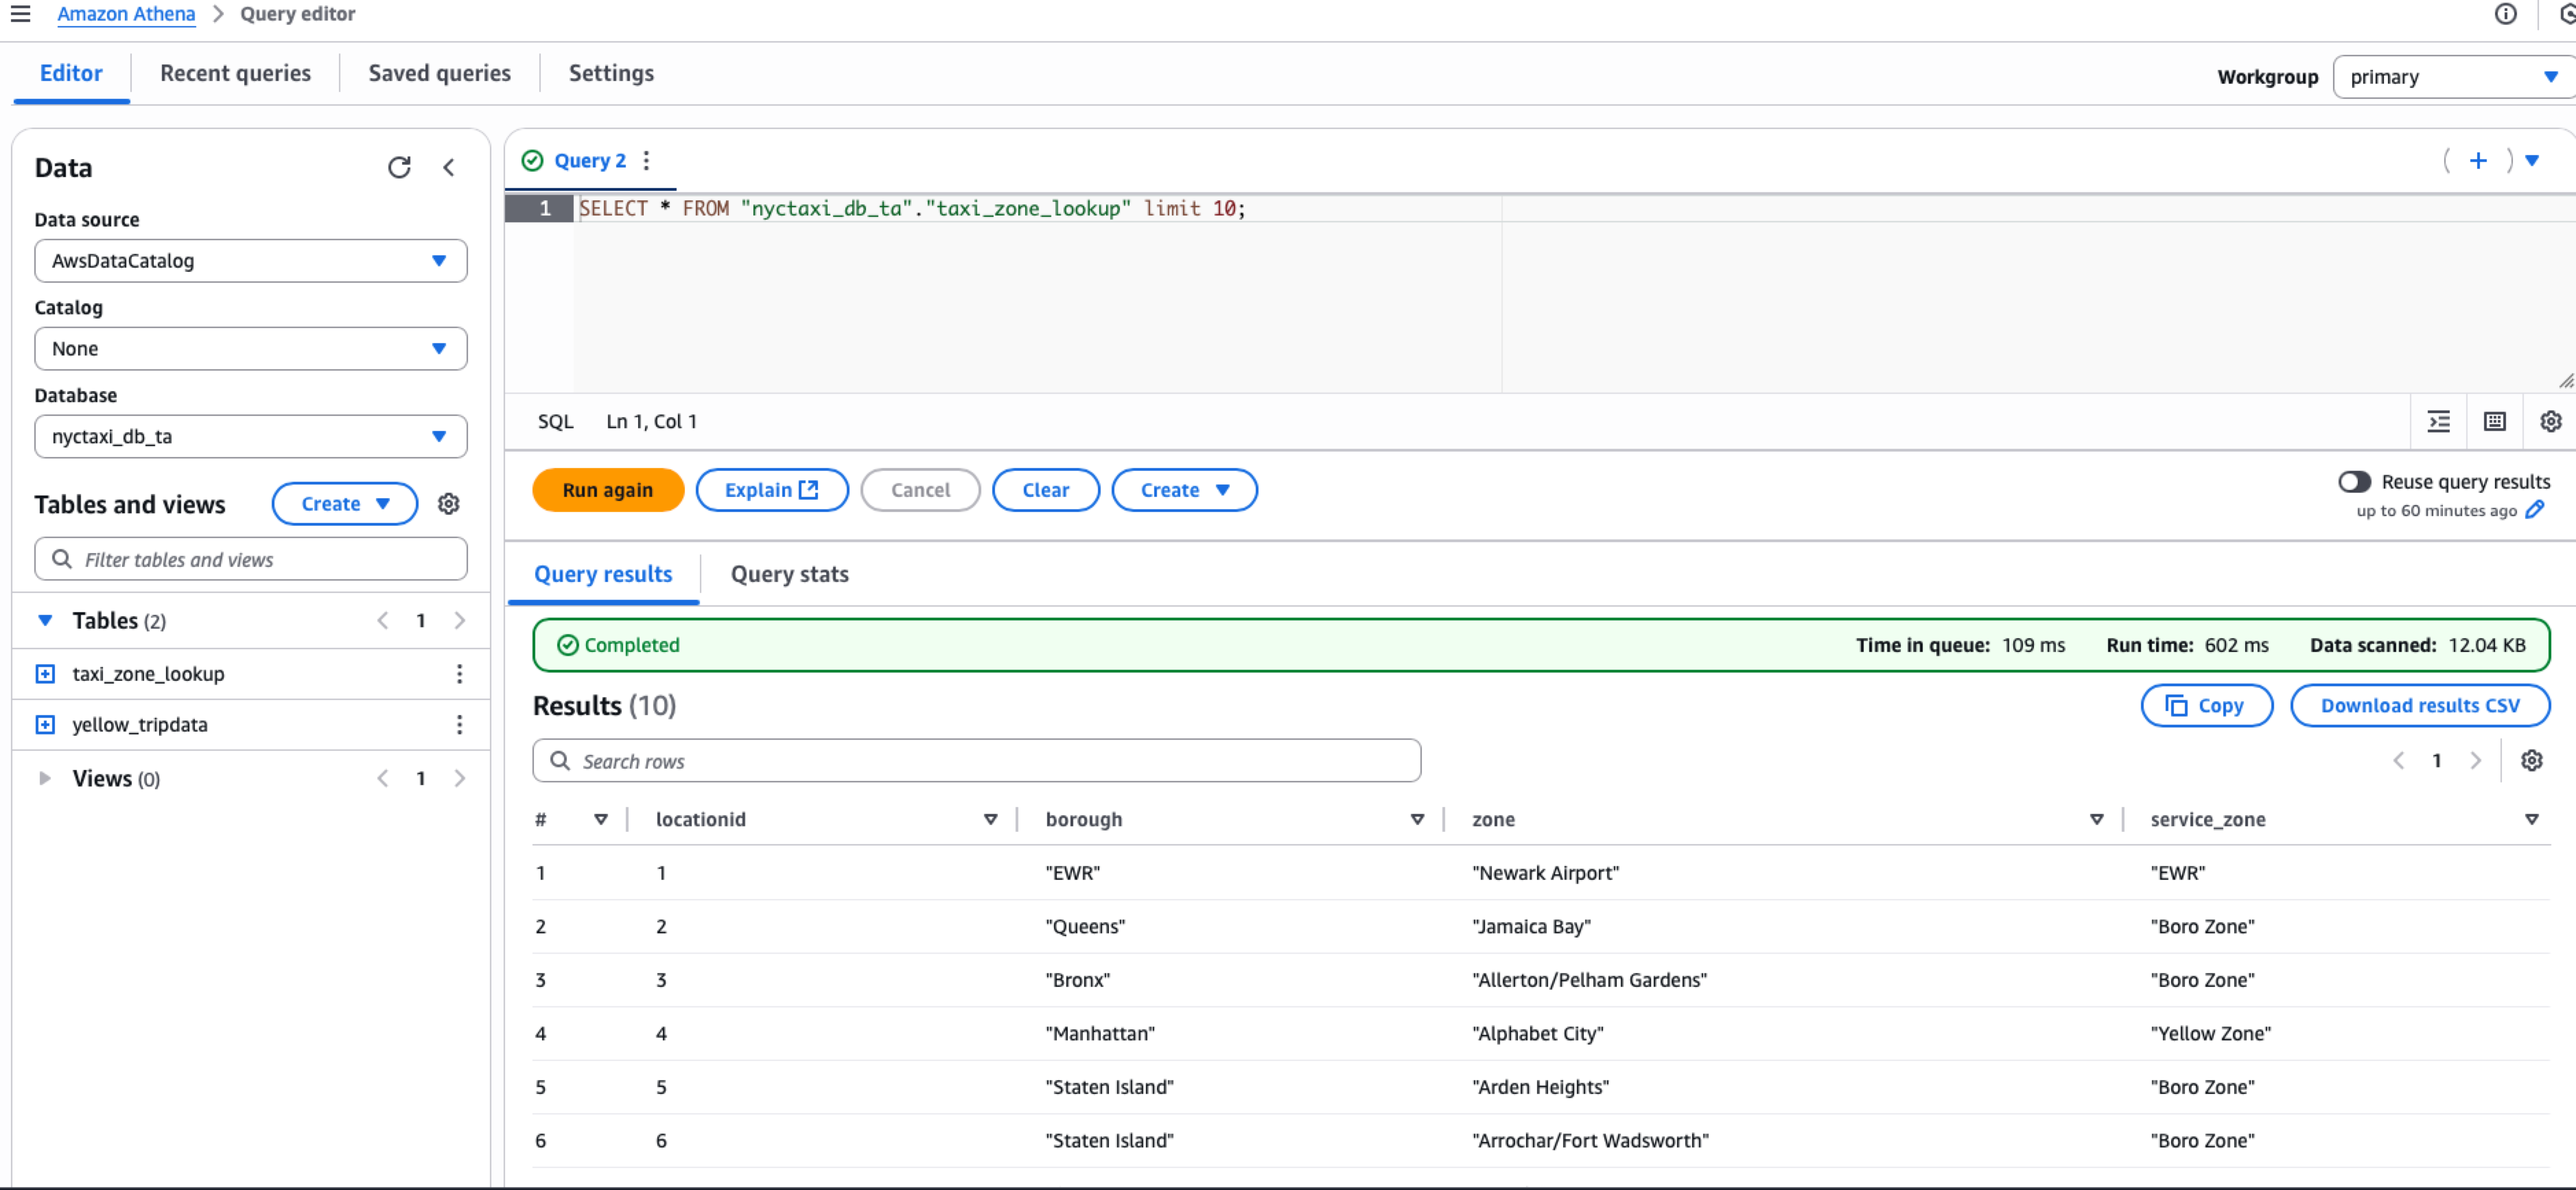 Amazon Athena > Query editor
Editor Recent queries Saved queries Settings
Workgroup primary
Data
Data source
AwsDataCatalog
Catalog
None
Database
nyctaxi_db_ta
Tables and views Create
Filter tables and views
Tables (2) < 1 >
taxi_zone_lookup
yellow_tripdata
Views (0) < 1 >
Query 2
1 SELECT * FROM "nyctaxi_db_ta"."taxi_zone_lookup" limit 10;
SQL Ln 1, Col 1
Run again Explain Cancel Clear Create
Reuse query results
up to 60 minutes ago
Query results Query stats
Completed Time in queue: 109 ms Run time: 602 ms Data scanned: 12.04 KB
Results (10) Copy Download results CSV
Search rows < 1 >
# locationid borough zone service_zone
1 1 "EWR" "Newark Airport" "EWR"
2 2 "Queens" "Jamaica Bay" "Boro Zone"
3 3 "Bronx" "Allerton/Pelham Gardens" "Boro Zone"
4 4 "Manhattan" "Alphabet City" "Yellow Zone"
5 5 "Staten Island" "Arden Heights" "Boro Zone"
6 6 "Staten Island" "Arrochar/Fort Wadsworth" "Boro Zone"